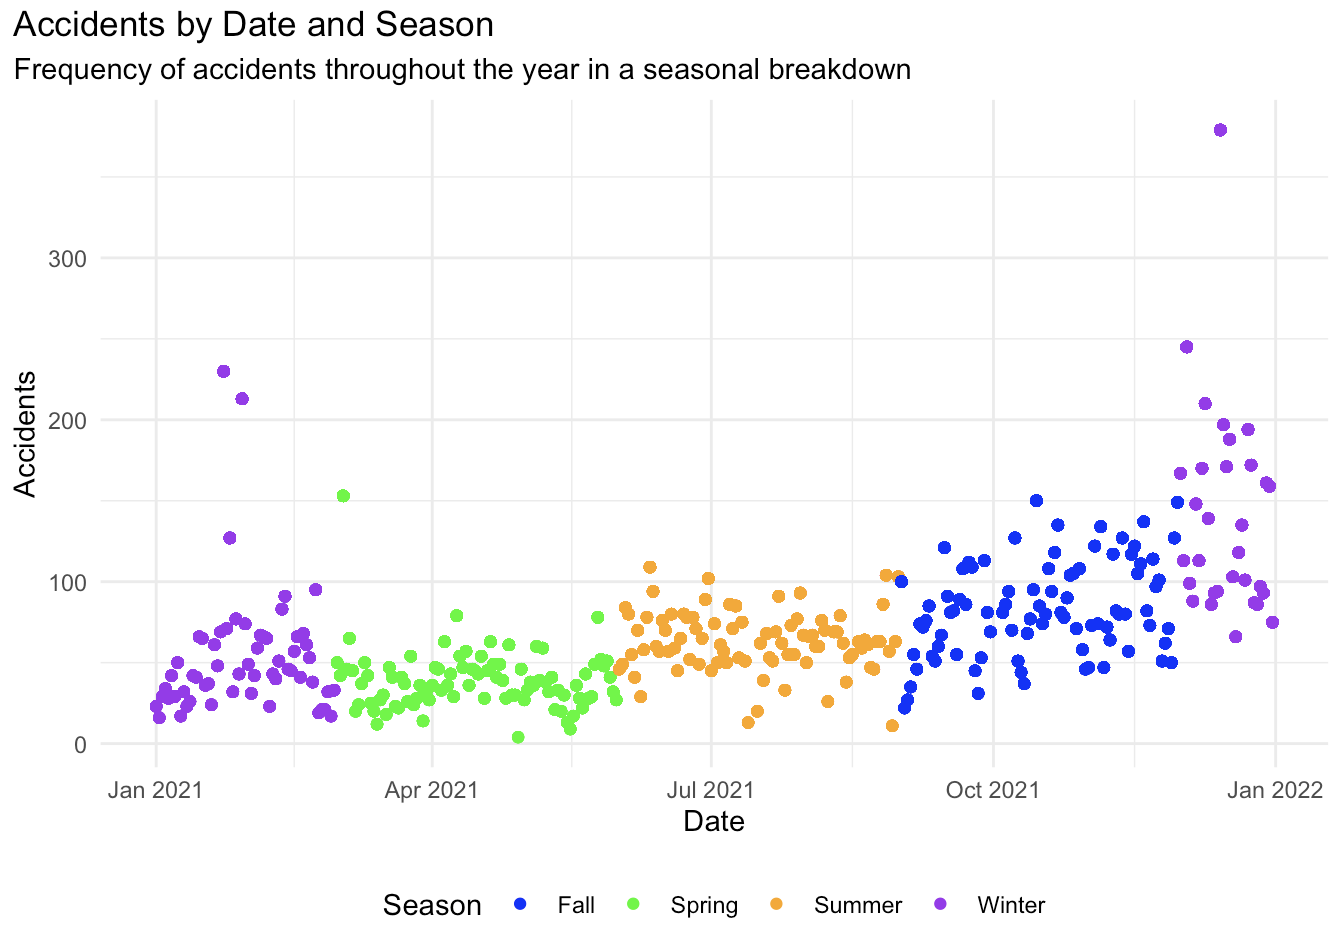 Accidents by Date and Season
Frequency of accidents throughout the year in a seasonal breakdown
Accidents
300
200
100
0
Jan 2021 Apr 2021 Jul 2021 Oct 2021 Jan 2022
Date
Season Fall Spring Summer Winter